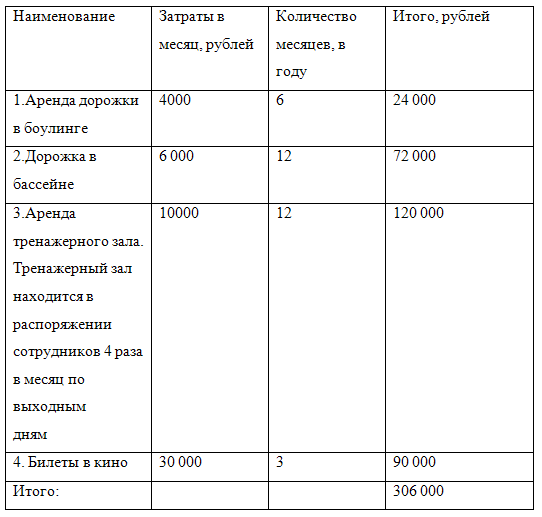 Наименование Затраты в Количество Итого, рублей
месяц, рублей месяцев, в
году
1.Аренда дорожки 4000 6 24 000
в боулинге
2.Дорожка в 6 000 12 72 000
бассейне
3.Аренда 10000 12 120 000
тренажерного зала.
Тренажерный зал
находится в
распоряжении
сотрудников 4 раза
в месяц по
выходным
дням
4. Билеты в кино 30 000 3 90 000
Итого: 306 000